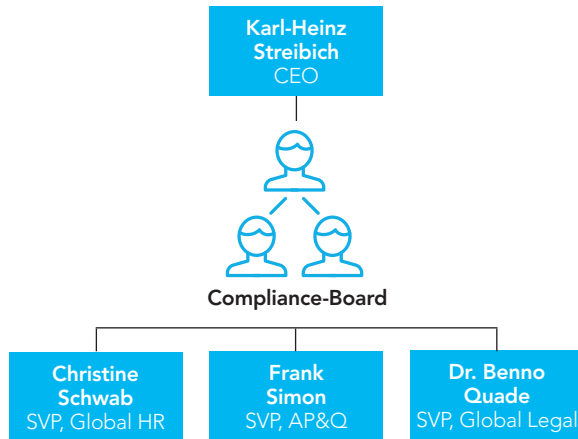 Karl-Heinz
Streibich
CEO
Compliance-Board
Christine
Schwab
SVP, Global HR
Frank
Simon
SVP, AP&Q
Dr. Benno
Quade
SVP, Global Legal